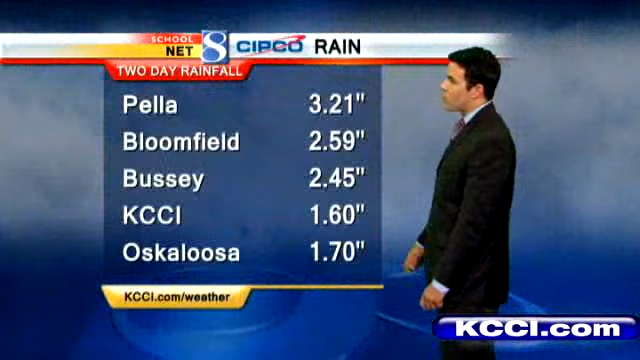 SCHOOL
NET 8 CIPCO RAIN
TWO DAY RAINFALL
Pella 3.21"
Bloomfield 2.59"
Bussey 2.45"
KCCI 1.60"
Oskaloosa 1.70"
KCCI.com/weather
KCCI.com